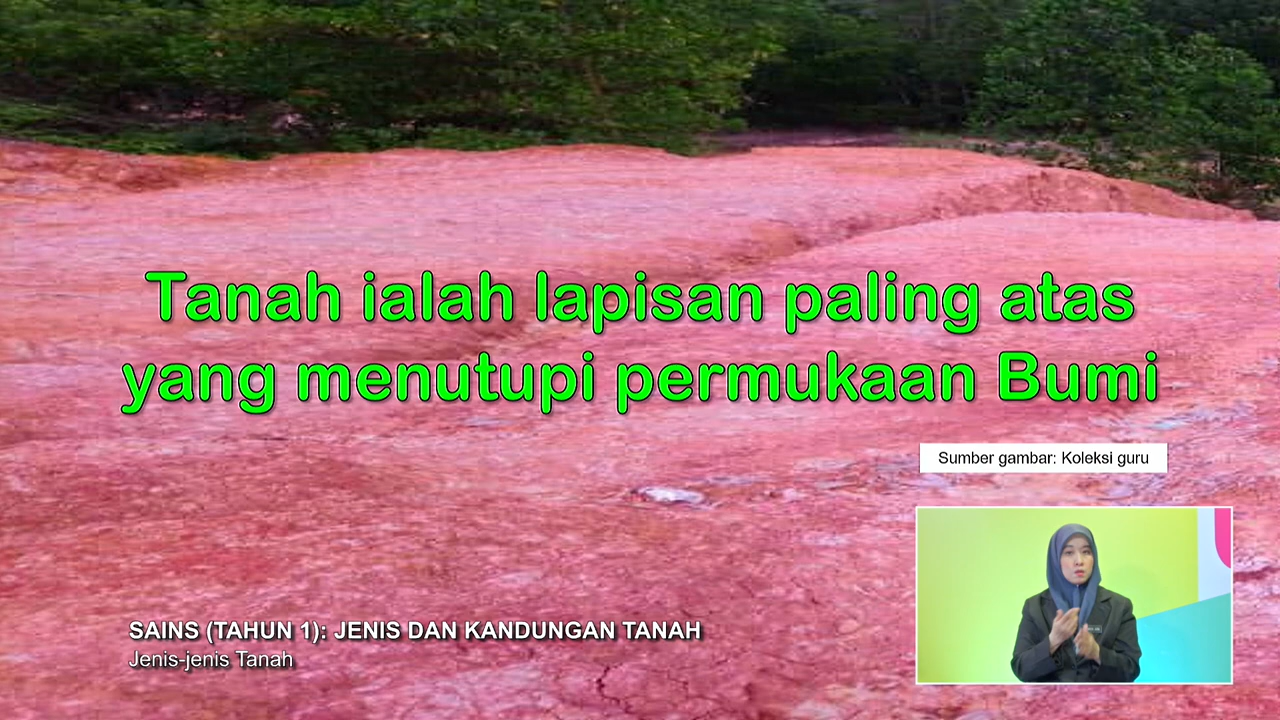 Tanah ialah lapisan paling atas
yang menutupi permukaan Bumi
Sumber gambar: Koleksi guru
SAINS (TAHUN 1): JENIS DAN KANDUNGAN TANAH
Jenis-jenis Tanah